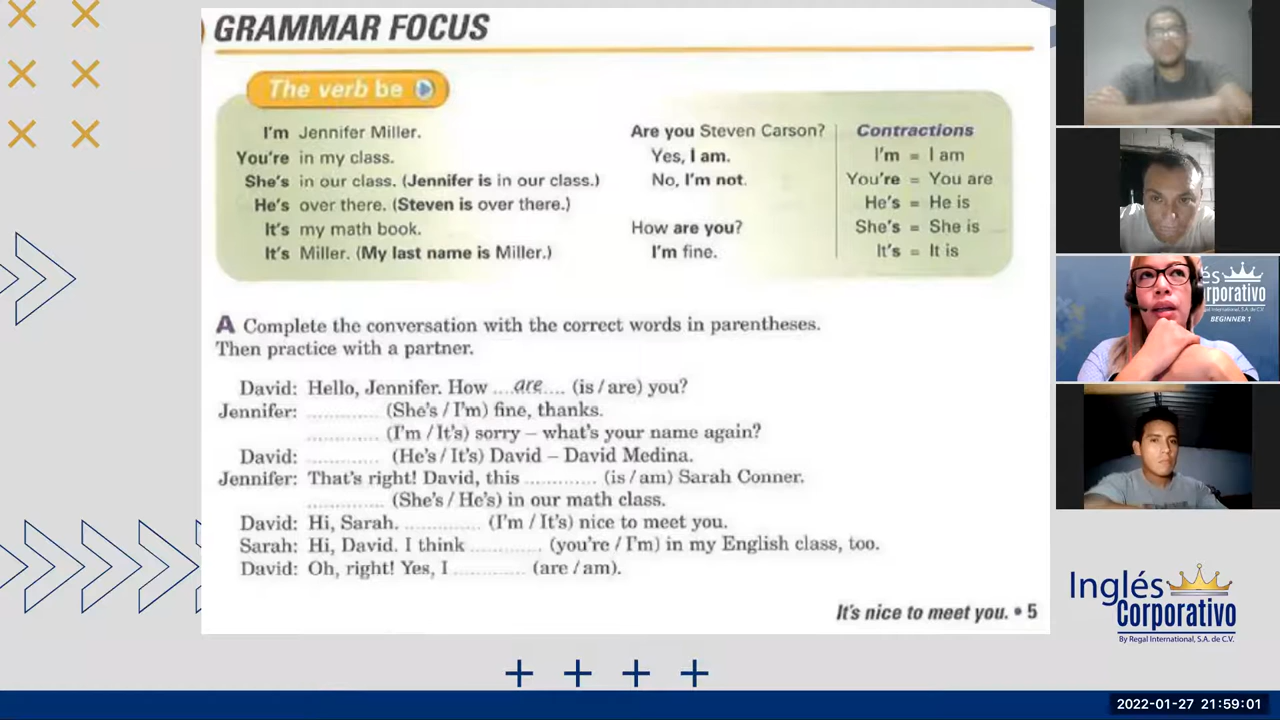 GRAMMAR FOCUS
The verb be
I'm Jennifer Miller.
You're in my class.
She's in our class. (Jennifer is in our class.)
He's over there. (Steven is over there.)
It's my math book.
It's Miller. (My last name is Miller.)
Are you Steven Carson?
Yes, I am.
No, I'm not.
How are you?
I'm fine.
Contractions
I'm = I am
You're = You are
He's = He is
She's = She is
It's = It is
A Complete the conversation with the correct words in parentheses.
Then practice with a partner.
David: Hello, Jennifer. How ....are.... (is / are) you?
Jennifer: ............ (She's / I'm) fine, thanks.
............ (I'm / It's) sorry – what's your name again?
David: ............ (He's / It's) David – David Medina.
Jennifer: That's right! David, this ............ (is / am) Sarah Conner.
............ (She's / He's) in our math class.
David: Hi, Sarah. ............ (I'm / It's) nice to meet you.
Sarah: Hi, David. I think ............ (you're / I'm) in my English class, too.
David: Oh, right! Yes, I ............ (are / am).
It's nice to meet you. • 5
és
rporativo
BEGINNER 1
Inglés
Corporativo
By Regal International, S.A. de C.V.
2022-01-27 21:59:01